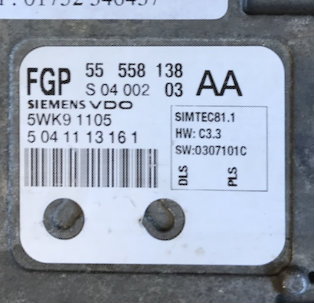 FGP 55 558 138 AA
S 04 002 03
SIEMENS VDO
5WK9 1105
5 04 11 13 16 1
SIMTEC81.1
HW: C3.3
SW:0307101C
DLS PLS